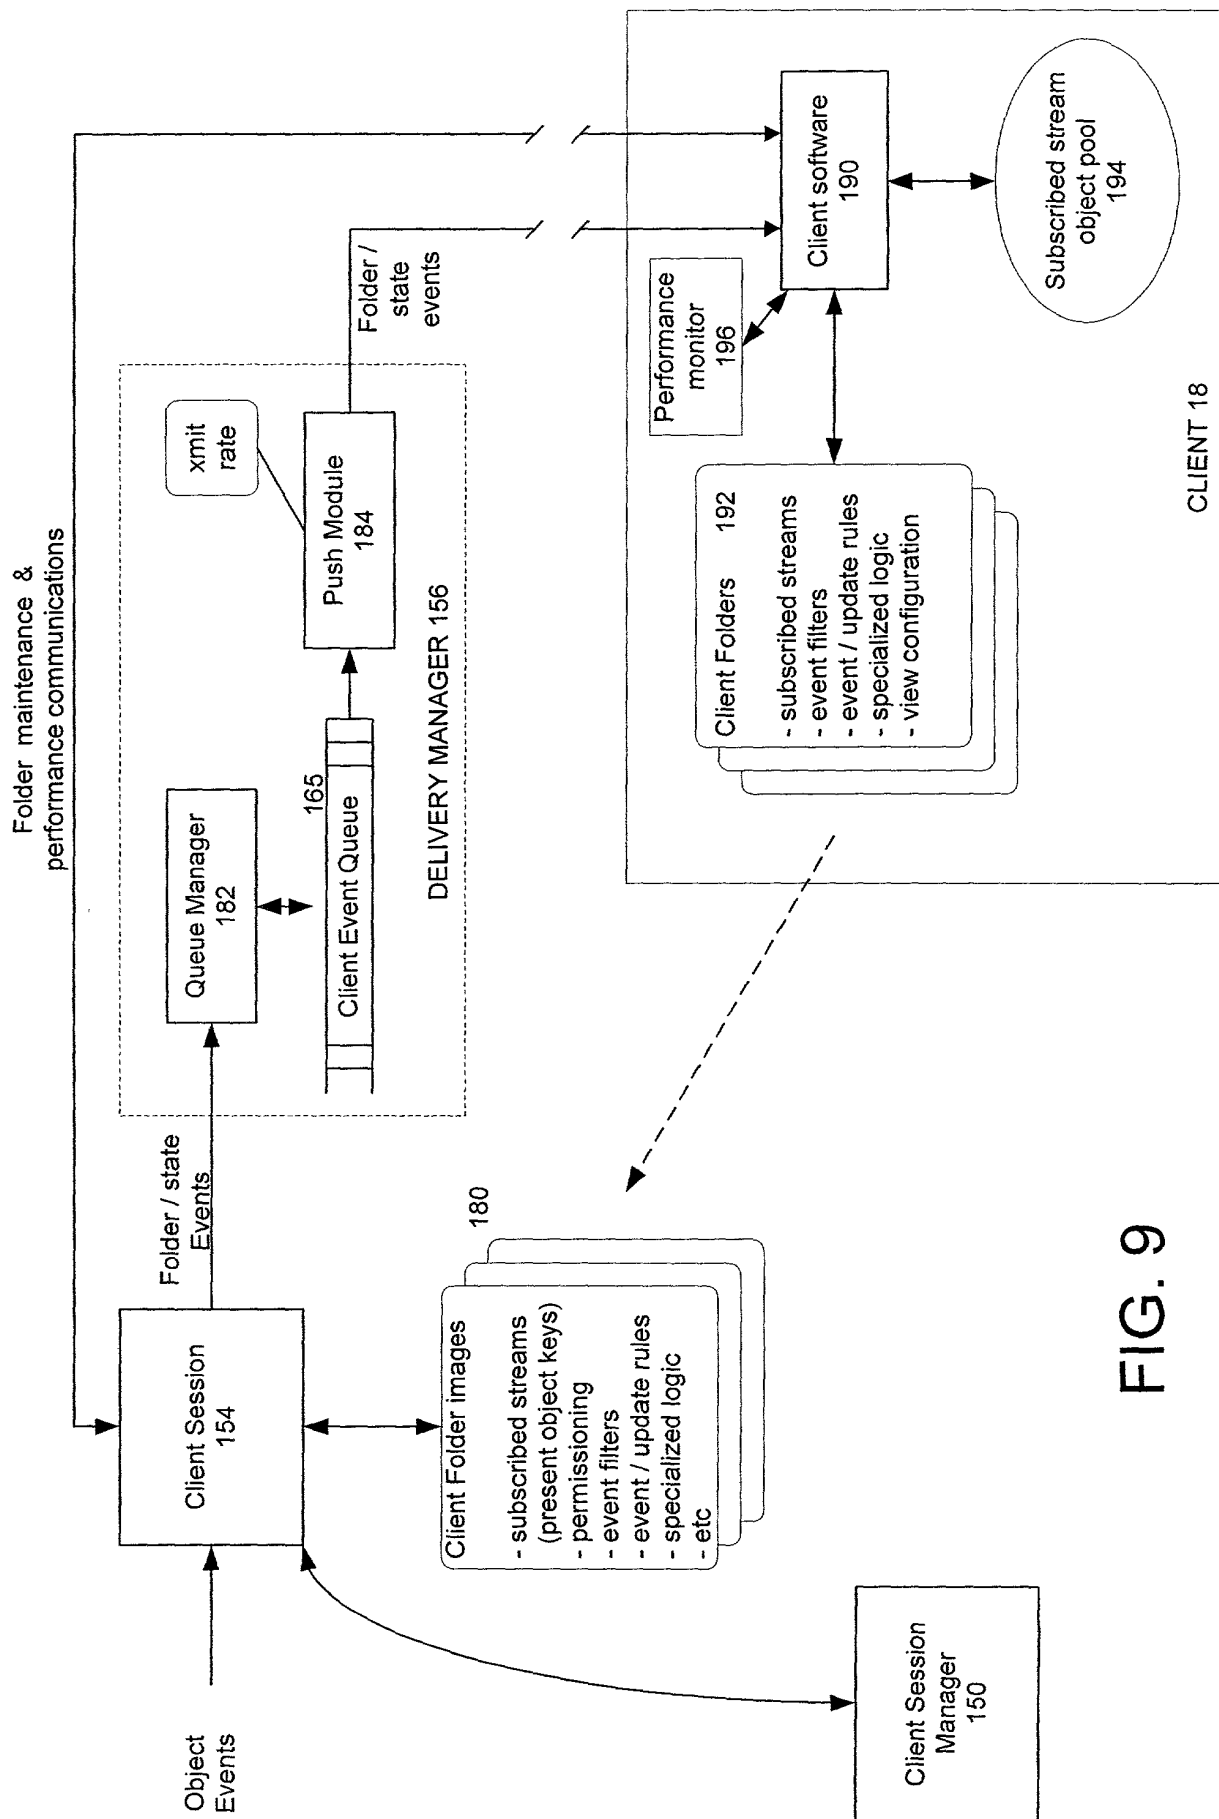 Folder maintenance &
performance communications
Object
Events
Client Session
154
Folder / state
Events
Queue Manager
182
165
Client Event Queue
xmit
rate
Push Module
184
DELIVERY MANAGER 156
Folder /
state
events
Client Folder images
- subscribed streams
(present object keys)
- permissioning
- event filters
- event / update rules
- specialized logic
- etc
180
Client Session
Manager
150
Performance
monitor
196
Client software
190
Client Folders 192
- subscribed streams
- event filters
- event / update rules
- specialized logic
- view configuration
Subscribed stream
object pool
194
CLIENT 18
FIG. 9